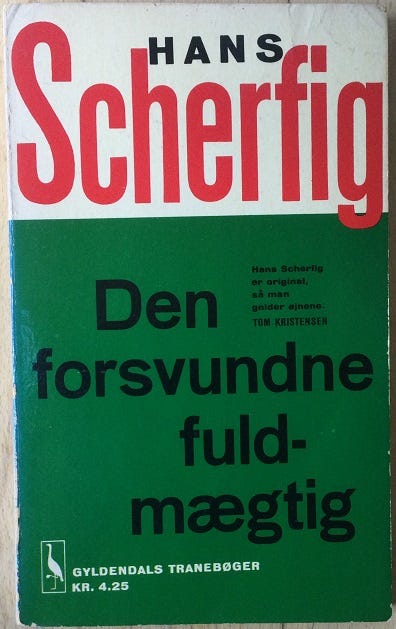 HANS
Scherfig
Hans Scherfig
er original,
så man
gnider øjnene.
TOM KRISTENSEN
Den
forsvundne
fuld-
mægtig
GYLDENDALS TRANEBØGER
KR. 4.25